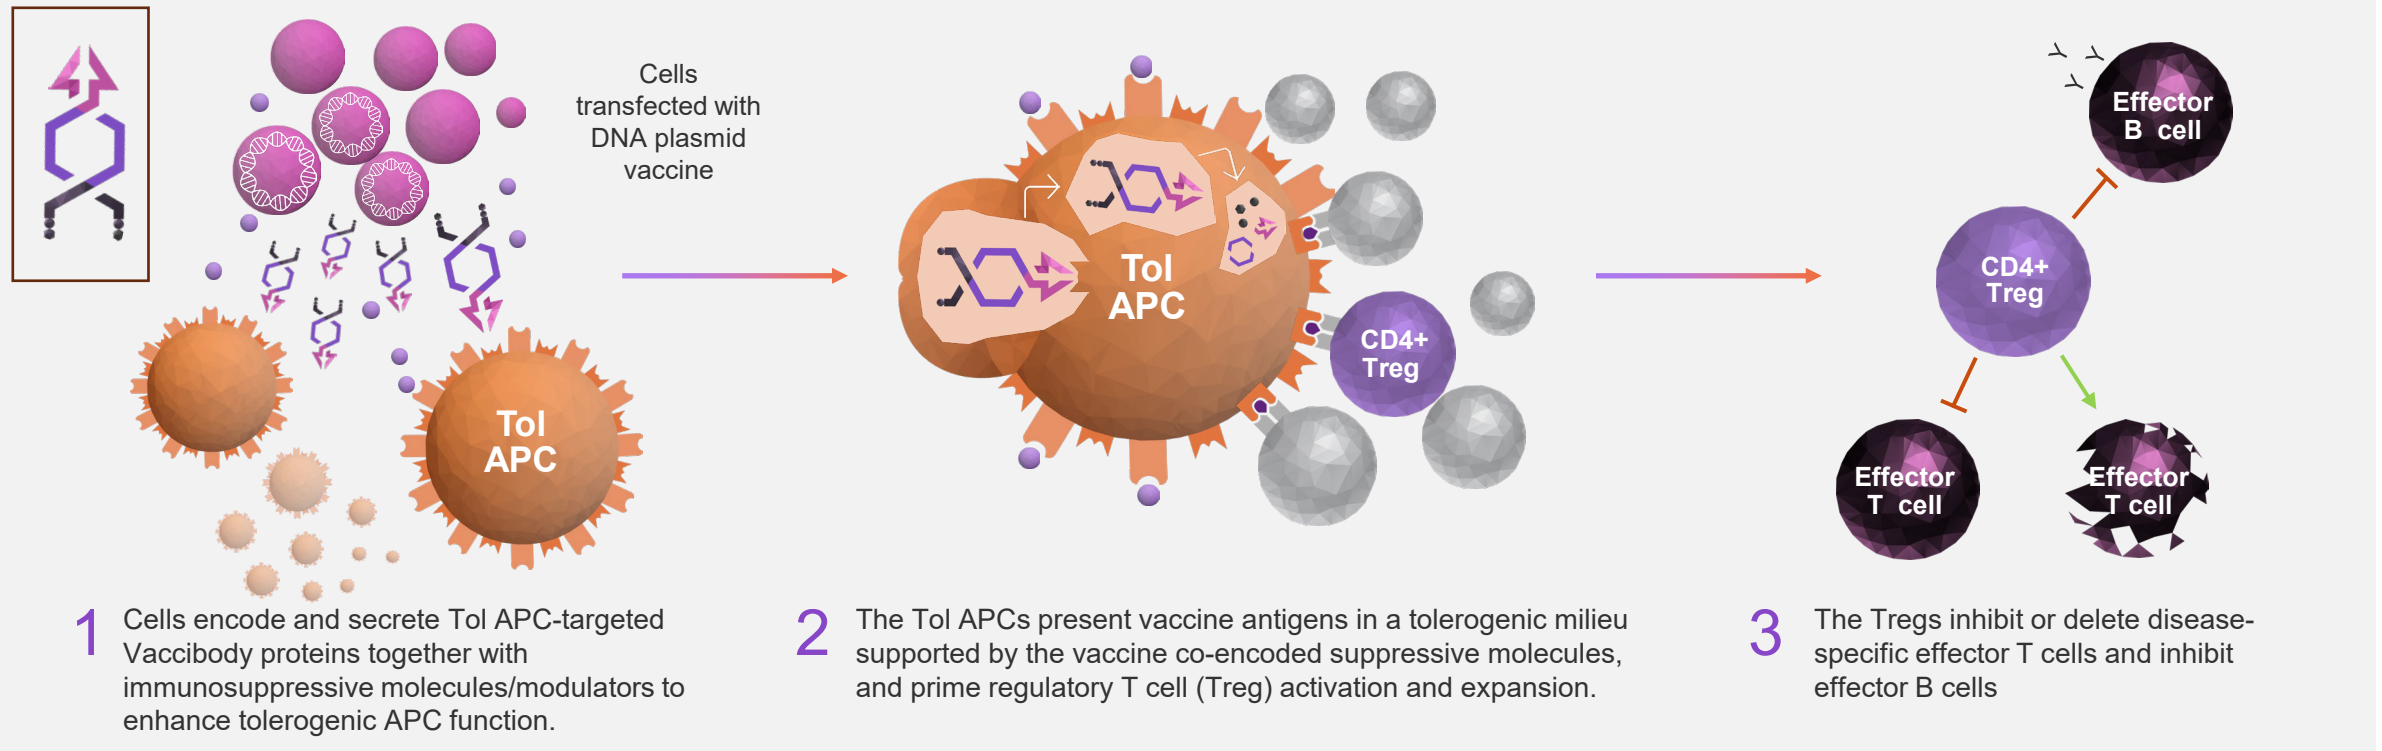 Cells
transfected with
DNA plasmid
vaccine
Tol
APC
Tol
APC
CD4+
Treg
Effector
B cell
CD4+
Treg
Effector
T cell
Effector
T cell
1
Cells encode and secrete Tol APC-targeted
Vaccibody proteins together with
immunosuppressive molecules/modulators to
enhance tolerogenic APC function.
2
The Tol APCs present vaccine antigens in a tolerogenic milieu
supported by the vaccine co-encoded suppressive molecules,
and prime regulatory T cell (Treg) activation and expansion.
3
The Tregs inhibit or delete disease-
specific effector T cells and inhibit
effector B cells